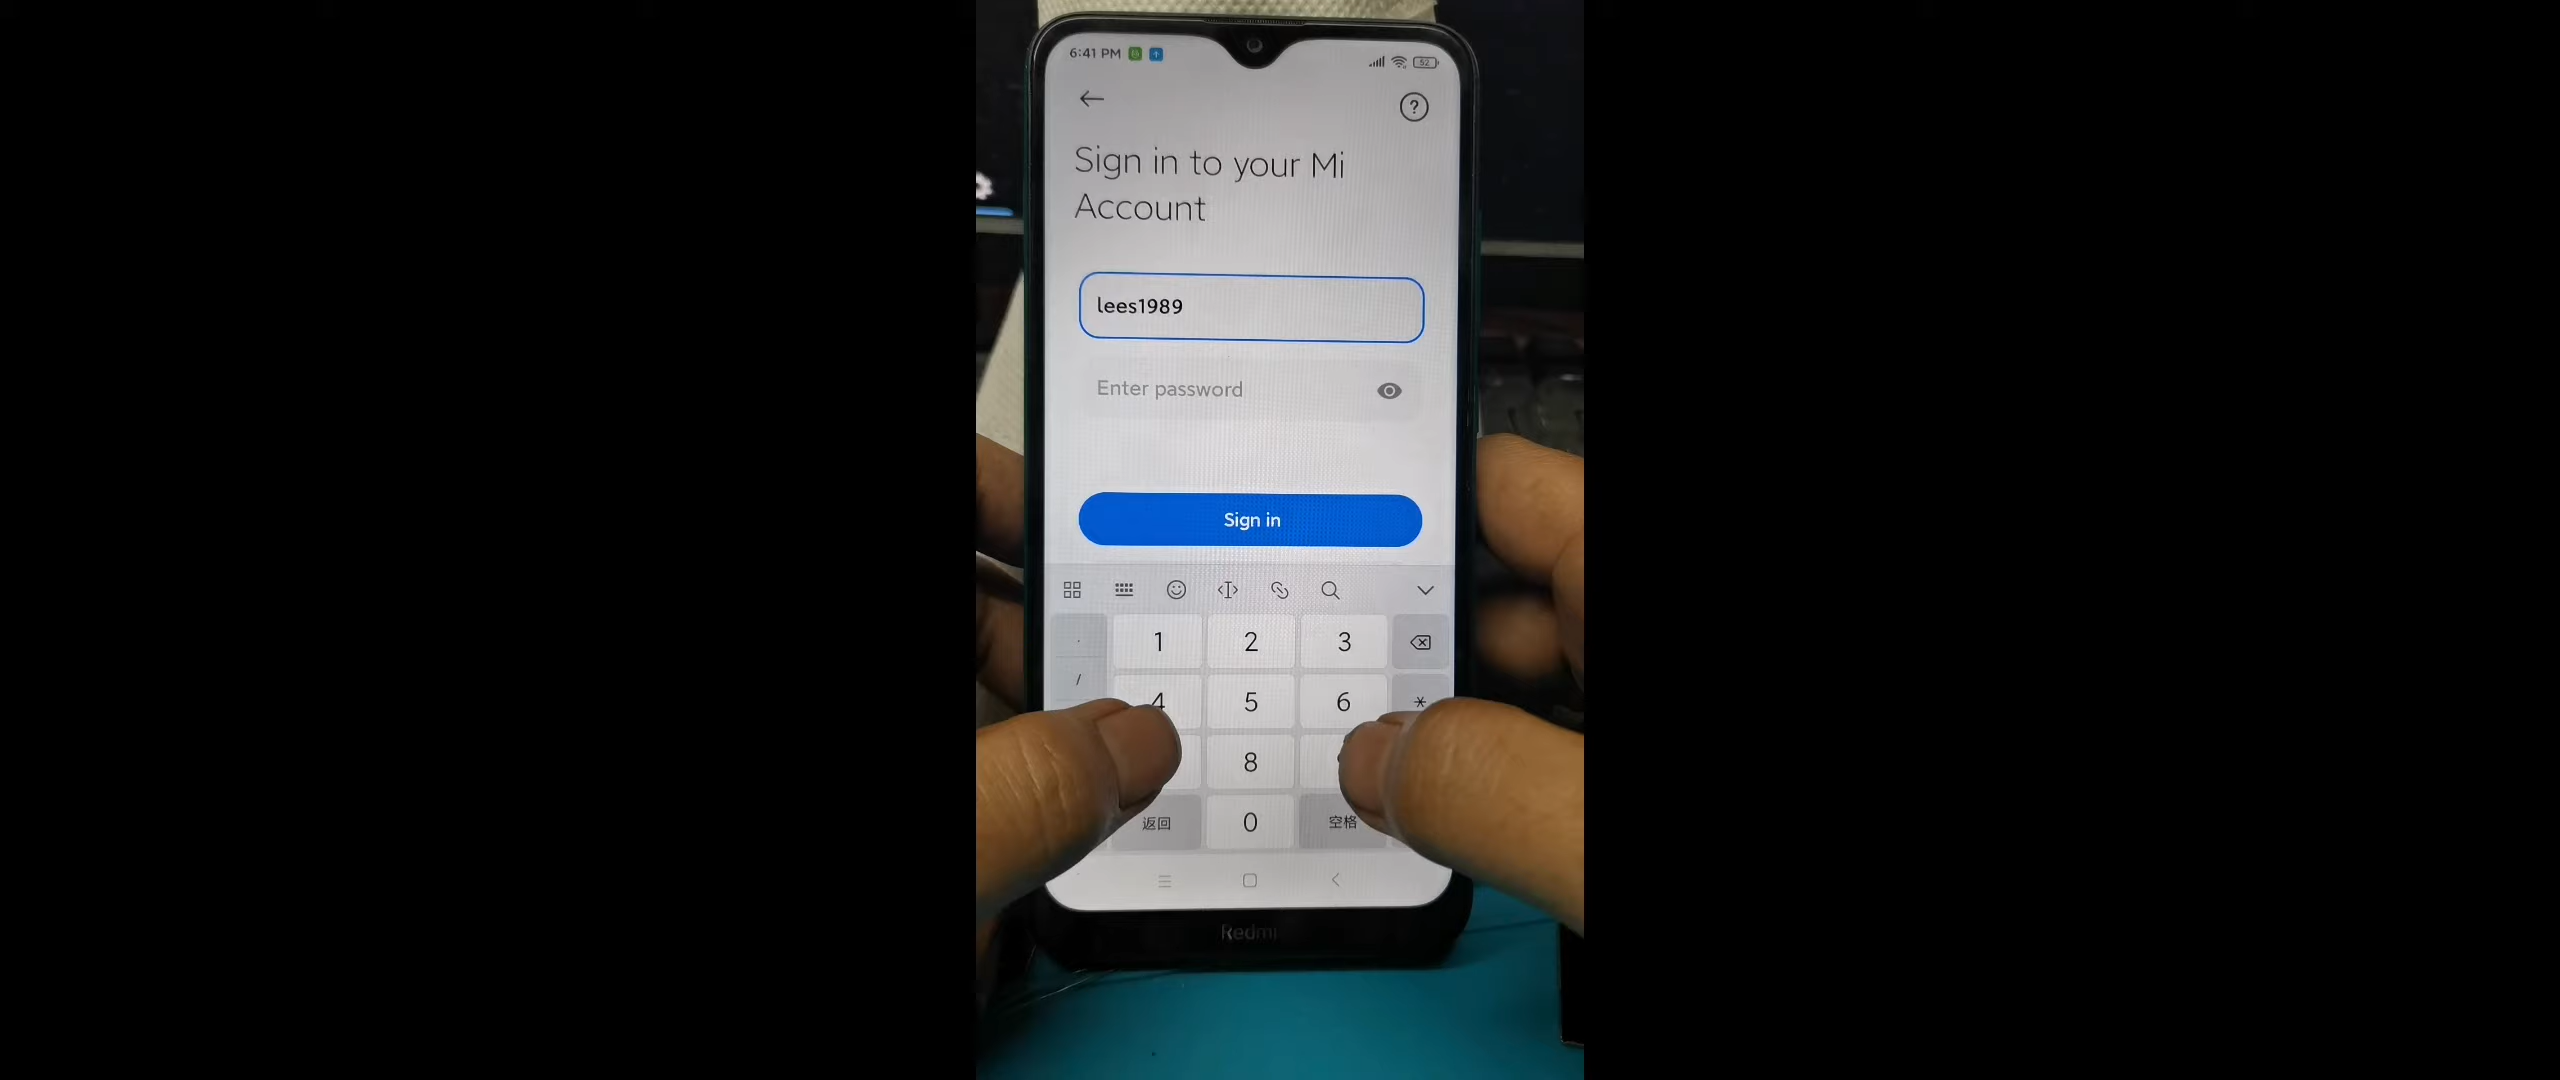 6:41 PM
52
?
Sign in to your Mi
Account
lees1989
Enter password
Sign in
1 2 3
/
4 5 6 *
8
返回 0 空格
Redmi